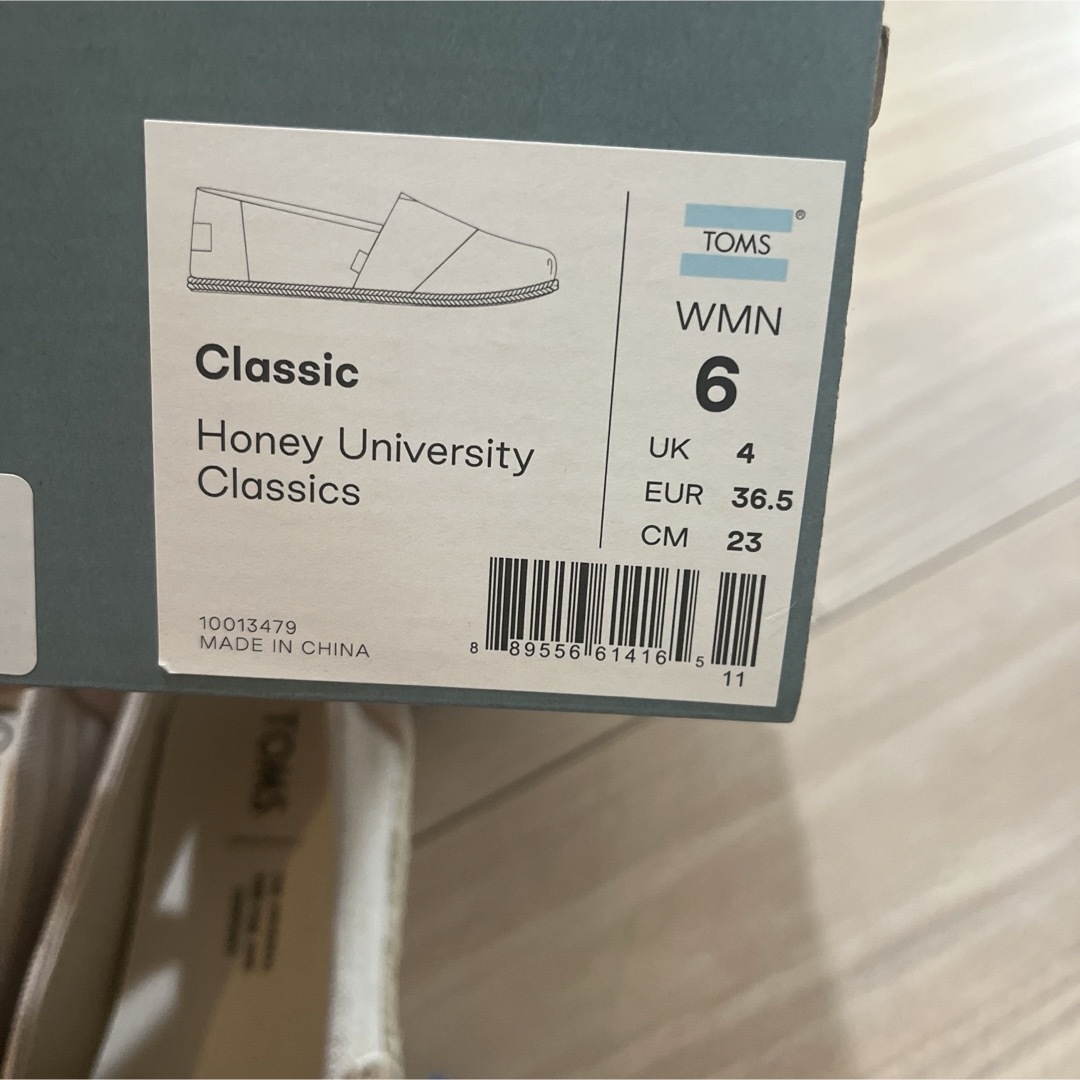 Classic
Honey University
Classics
10013479
MADE IN CHINA
TOMS®
WMN
6
UK 4
EUR 36.5
CM 23
8 89556 61416 5
11
TOMS